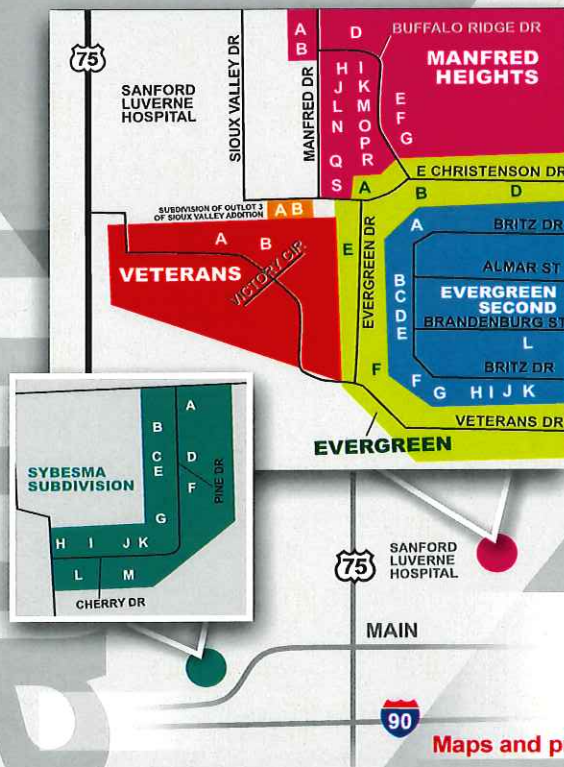 75
SANFORD
LUVERNE
HOSPITAL
SIOUX VALLEY DR
MANFRED DR
A
B
D
BUFFALO RIDGE DR
MANFRED
HEIGHTS
H I
J K
L M
N O
P
Q R
S
E
F
G
E CHRISTENSON DR
A
B
D
SUBDIVISION OF OUTLOT 3
OF SIOUX VALLEY ADDITION
A B
A
B
VETERANS
VICTORY CIR
E
EVERGREEN DR
F
A
BRITZ DR
ALMAR ST
B
C
D
E
EVERGREEN
SECOND
BRANDENBURG ST
L
BRITZ DR
F
G
H I J K
VETERANS DR
EVERGREEN
SYBESMA
SUBDIVISION
A
B
C
E
D
F
PINE DR
G
H I J K
L M
CHERRY DR
75
SANFORD
LUVERNE
HOSPITAL
MAIN
90
Maps and p